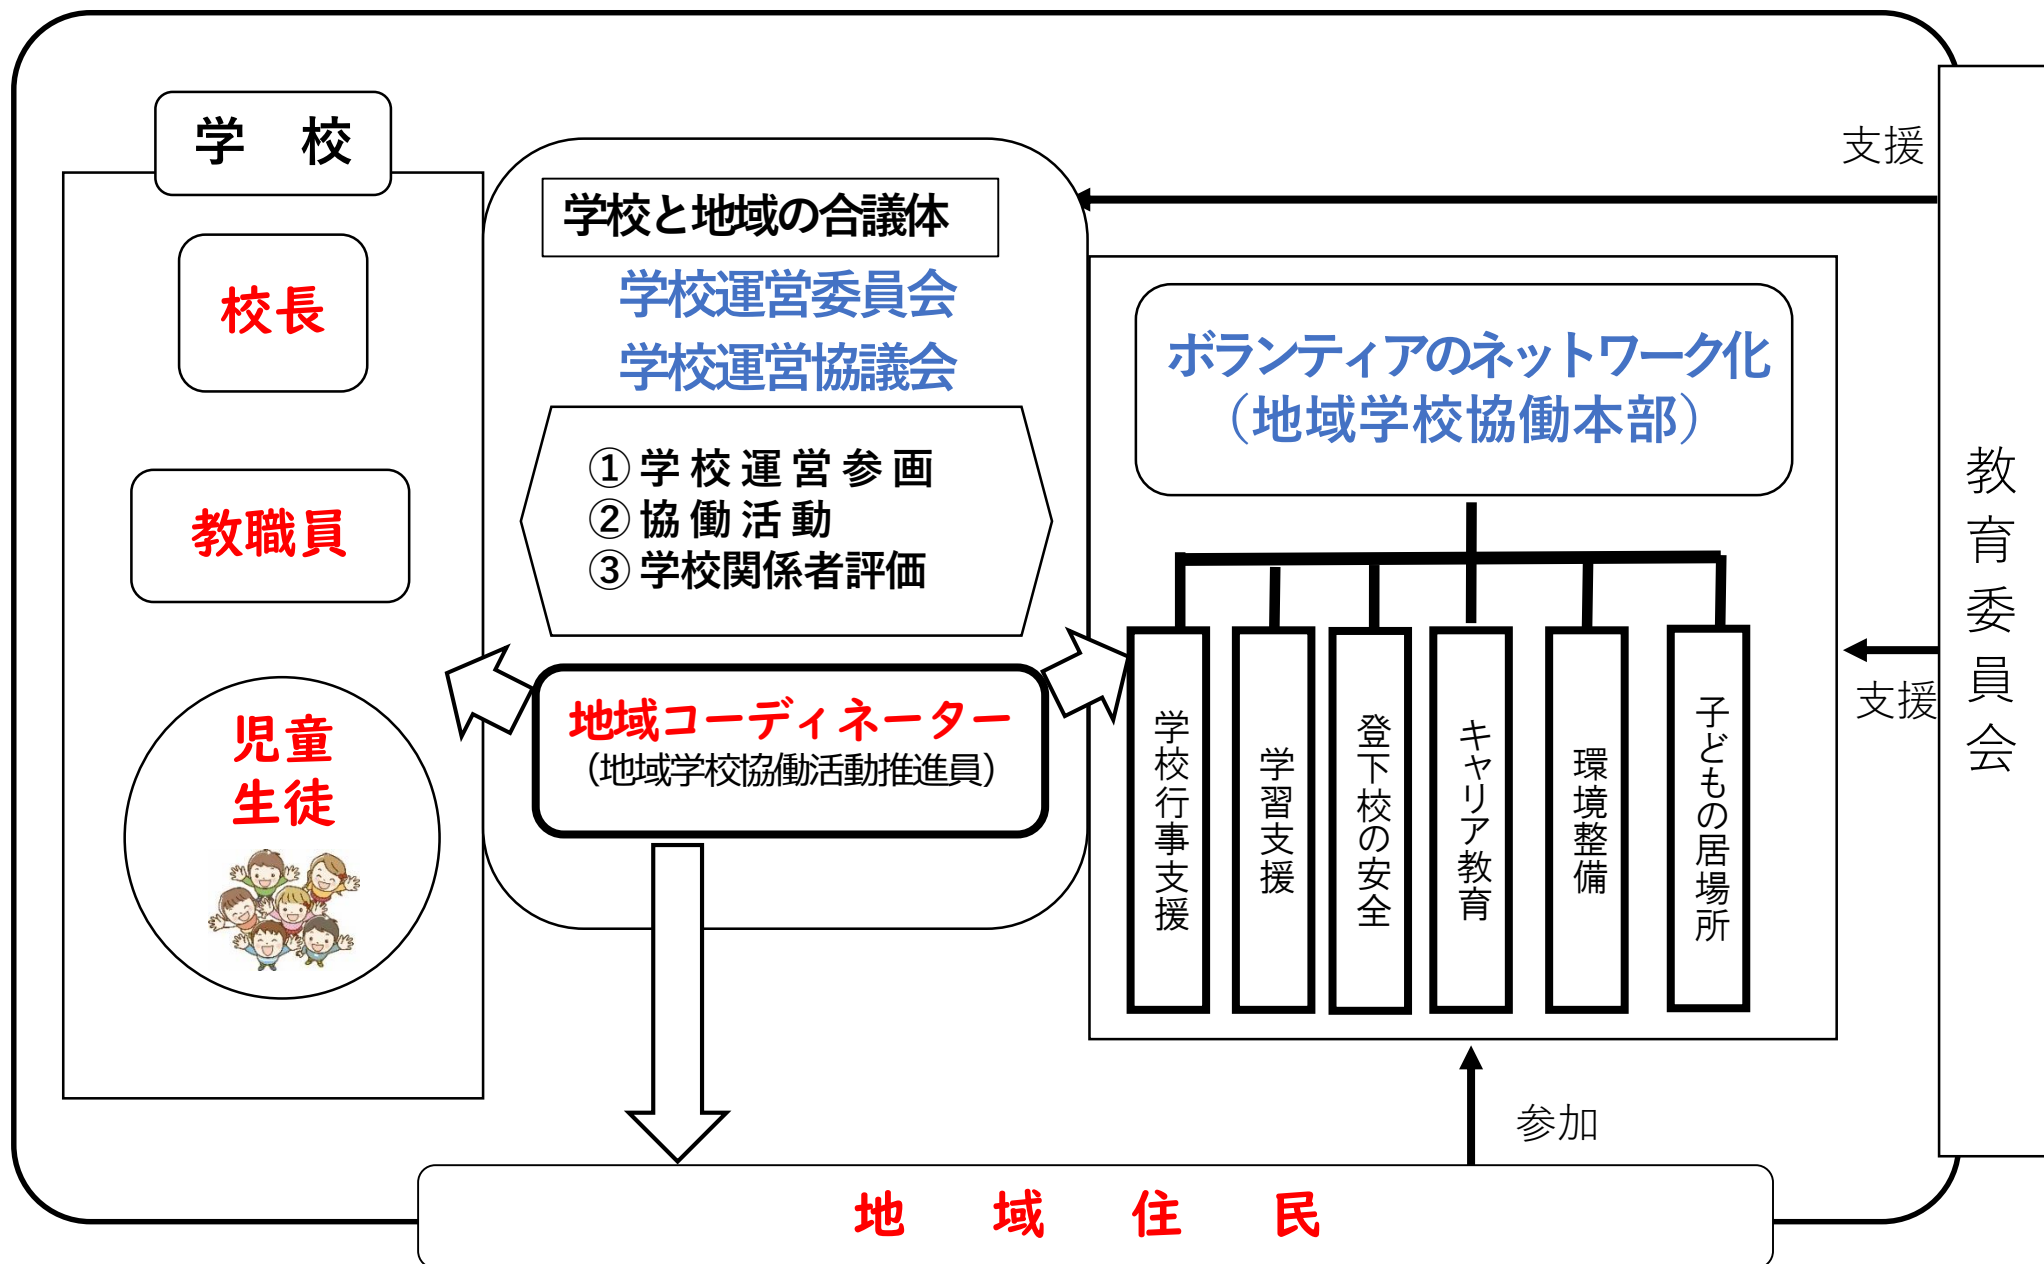 学　校
校長
教職員
児童
生徒
学校と地域の合議体
学校運営委員会
学校運営協議会
①学校運営参画
②協働活動
③学校関係者評価
地域コーディネーター
（地域学校協働活動推進員）
ボランティアのネットワーク化
（地域学校協働本部）
学校行事支援
学習支援
登下校の安全
キャリア教育
環境整備
子どもの居場所
支援
支援
教育委員会
参加
地　域　住　民